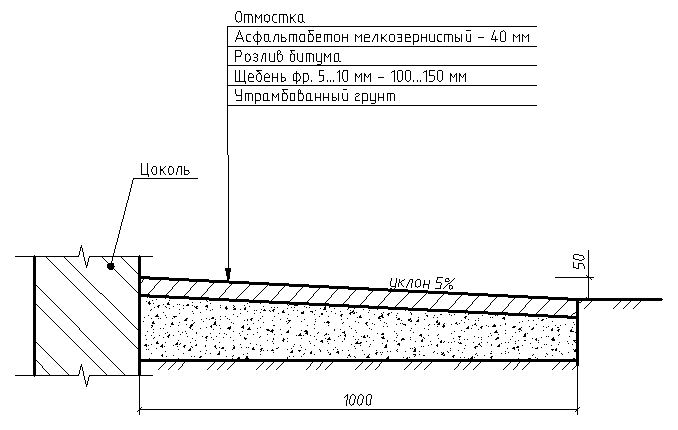 Отмостка
Асфальтабетон мелкозернистый - 40 мм
Розлив битума
Щебень фр. 5...10 мм - 100...150 мм
Утрамбованный грунт
Цоколь
уклон 5%
50
1000